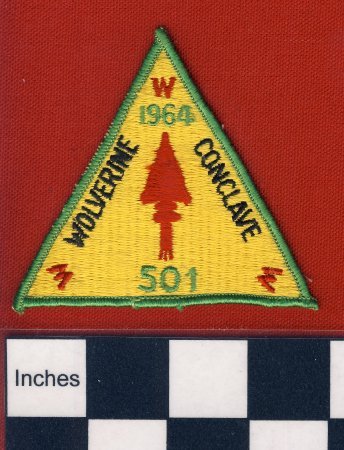 W
1964
WOLVERINE
CONCLAVE
W
W
501
Inches